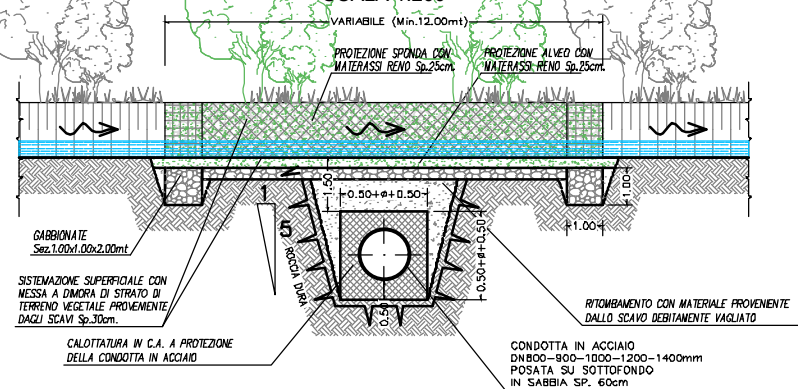 VARIABILE (Min.12.00mt)
PROTEZIONE SPONDA CON
MATERASSI RENO Sp.25cm.
PROTEZIONE ALVEO CON
MATERASSI RENO Sp.25cm.
1.50
0.50+ø+0.50
1.00
1.00
1
5
ROCCIA DURA
0.50+ø+0.50
0.50
GABBIONATE
Sez.1.00x1.00x2.00mt
SISTEMAZIONE SUPERFICIALE CON
MESSA A DIMORA DI STRATO DI
TERRENO VEGETALE PROVENIENTE
DAGLI SCAVI Sp.30cm.
CALOTTATURA IN C.A. A PROTEZIONE
DELLA CONDOTTA IN ACCIAIO
RITOMBAMENTO CON MATERIALE PROVENIENTE
DALLO SCAVO DEBITAMENTE VAGLIATO
CONDOTTA IN ACCIAIO
DN800-900-1000-1200-1400mm
POSATA SU SOTTOFONDO
IN SABBIA SP. 60cm